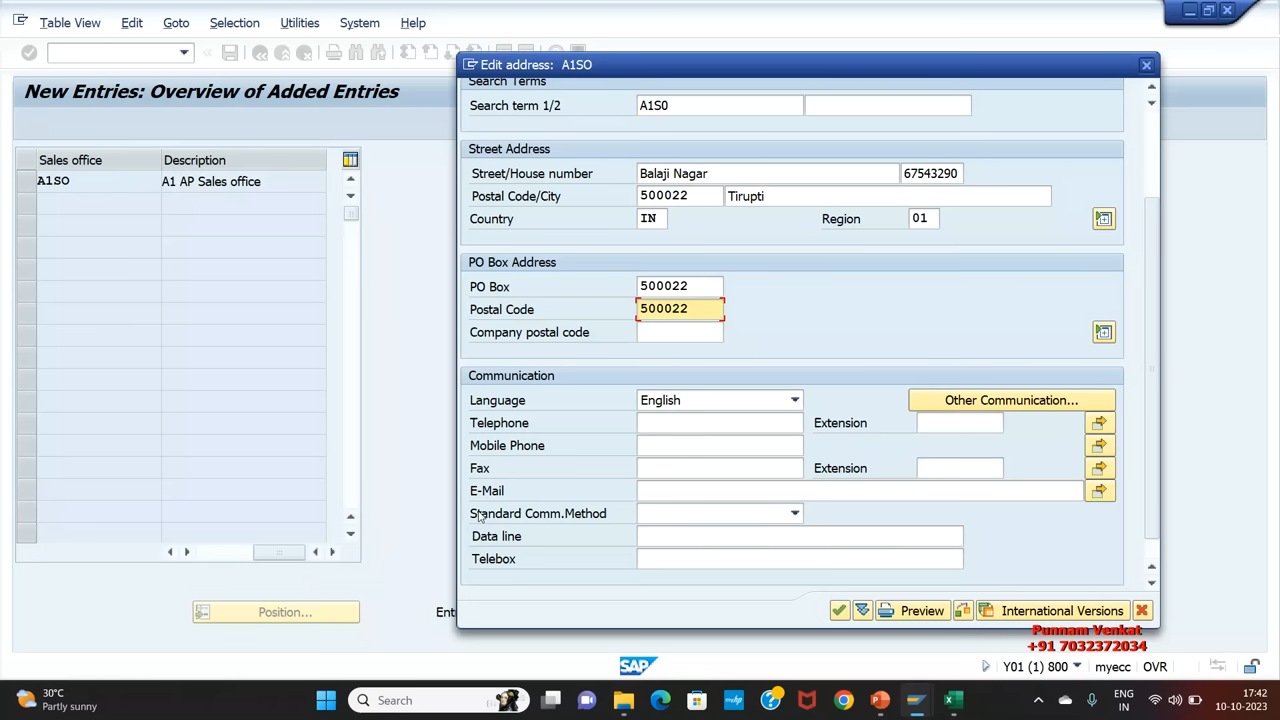 Table View Edit Goto Selection Utilities System Help
New Entries: Overview of Added Entries
Sales office Description
A1SO A1 AP Sales office
Position...
Ent
Edit address: A1SO
Search Terms
Search term 1/2 A1SO
Street Address
Street/House number Balaji Nagar 67543290
Postal Code/City 500022 Tirupti
Country IN Region 01
PO Box Address
PO Box 500022
Postal Code 500022
Company postal code
Communication
Language English Other Communication...
Telephone Extension
Mobile Phone
Fax Extension
E-Mail
Standard Comm.Method
Data line
Telebox
Preview International Versions
Punnam Venkat
+91 7032372034
SAP Y01 (1) 800 myecc OVR
30°C
Partly sunny
Search
ENG
IN
17:42
10-10-2023